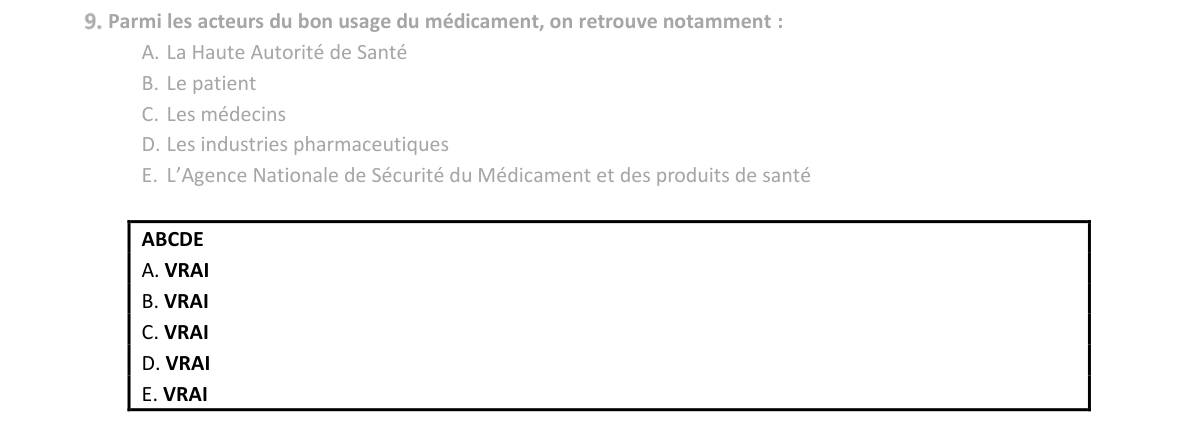 9. Parmi les acteurs du bon usage du médicament, on retrouve notamment :
A. La Haute Autorité de Santé
B. Le patient
C. Les médecins
D. Les industries pharmaceutiques
E. L’Agence Nationale de Sécurité du Médicament et des produits de santé
ABCDE
A. VRAI
B. VRAI
C. VRAI
D. VRAI
E. VRAI